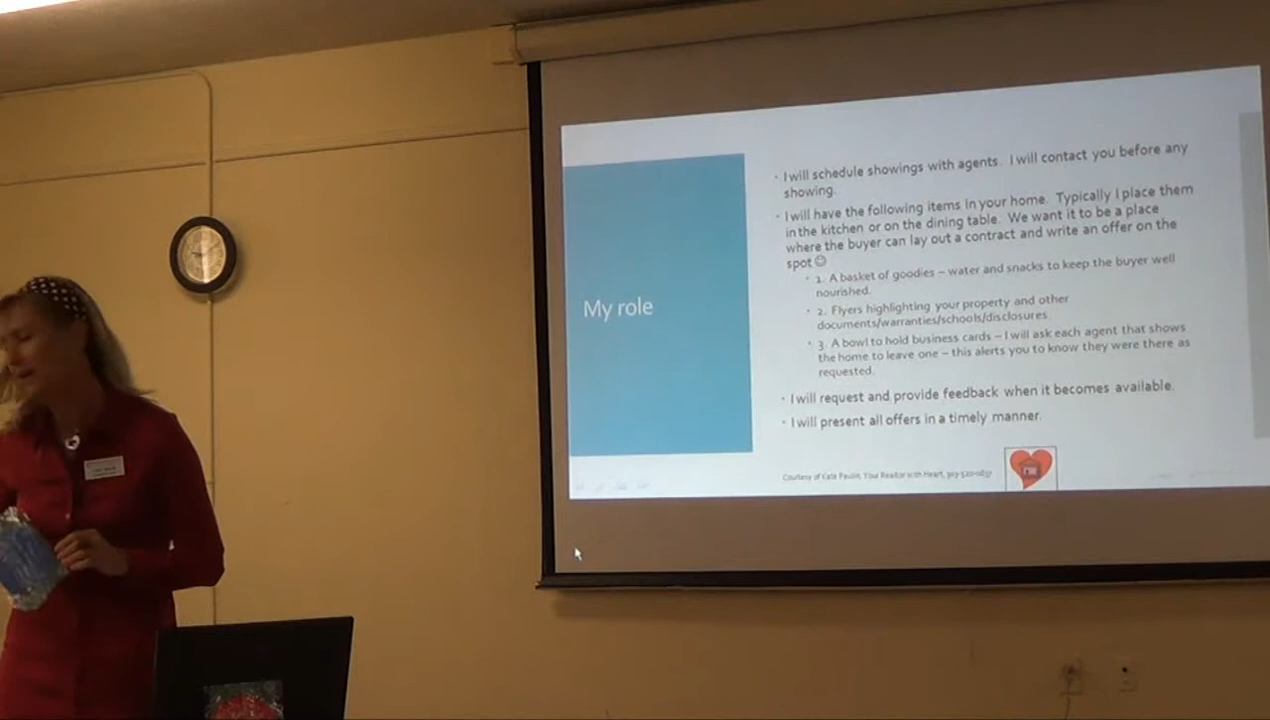 My role
· I will schedule showings with agents. I will contact you before any
showing.
· I will have the following items in your home. Typically I place them
in the kitchen or on the dining table. We want it to be a place
where the buyer can lay out a contract and write an offer on the
spot☺
· 1. A basket of goodies – water and snacks to keep the buyer well
nourished.
· 2. Flyers highlighting your property and other
documents/warranties/schools/disclosures
· 3. A bowl to hold business cards – I will ask each agent that shows
the home to leave one – this alerts you to know they were there as
requested.
· I will request and provide feedback when it becomes available.
· I will present all offers in a timely manner.
Courtesy of Kate Paulin, Your Realtor with Heart,